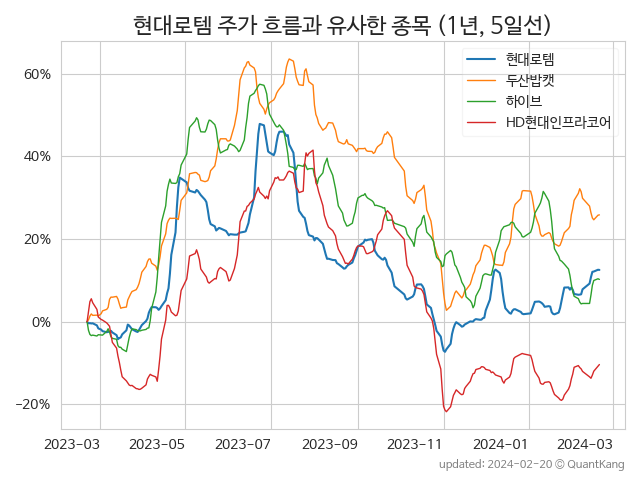 현대로템 주가 흐름과 유사한 종목 (1년, 5일선)
현대로템
두산밥캣
하이브
HD현대인프라코어
60%
40%
20%
0%
−20%
2023-03 2023-05 2023-07 2023-09 2023-11 2024-01 2024-03
updated: 2024-02-20 © QuantKang